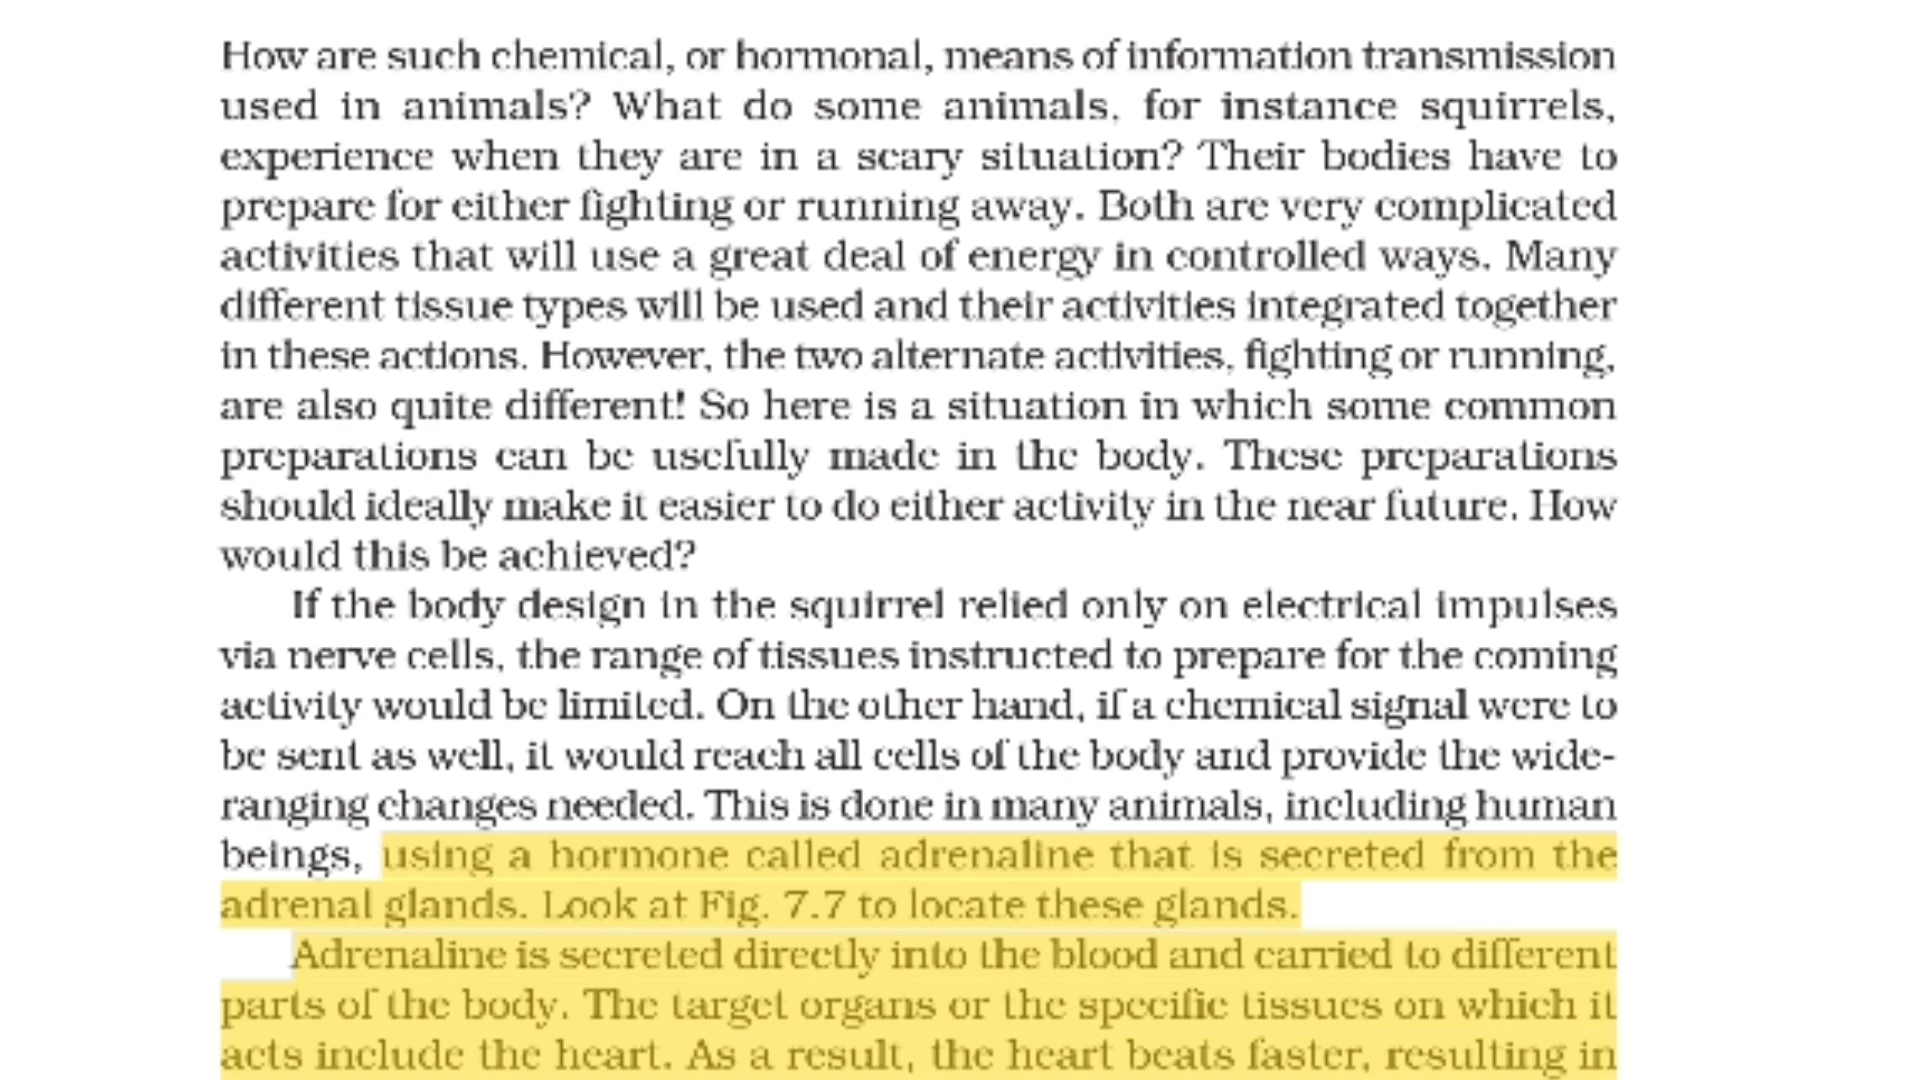 How are such chemical, or hormonal, means of information transmission
used in animals? What do some animals, for instance squirrels,
experience when they are in a scary situation? Their bodies have to
prepare for either fighting or running away. Both are very complicated
activities that will use a great deal of energy in controlled ways. Many
different tissue types will be used and their activities integrated together
in these actions. However, the two alternate activities, fighting or running,
are also quite different! So here is a situation in which some common
preparations can be usefully made in the body. These preparations
should ideally make it easier to do either activity in the near future. How
would this be achieved?
If the body design in the squirrel relied only on electrical impulses
via nerve cells, the range of tissues instructed to prepare for the coming
activity would be limited. On the other hand, if a chemical signal were to
be sent as well, it would reach all cells of the body and provide the wide-
ranging changes needed. This is done in many animals, including human
beings, using a hormone called adrenaline that is secreted from the
adrenal glands. Look at Fig. 7.7 to locate these glands.
Adrenaline is secreted directly into the blood and carried to different
parts of the body. The target organs or the specific tissues on which it
acts include the heart. As a result, the heart beats faster, resulting in